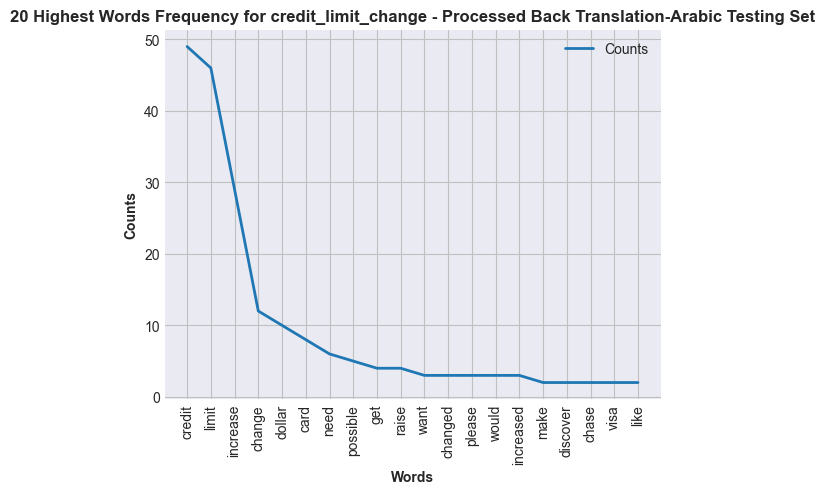 20 Highest Words Frequency for credit_limit_change - Processed Back Translation-Arabic Testing Set
Counts
50
40
30
20
10
0
Counts
credit
limit
increase
change
dollar
card
need
possible
get
raise
want
changed
please
would
increased
make
discover
chase
visa
like
Words